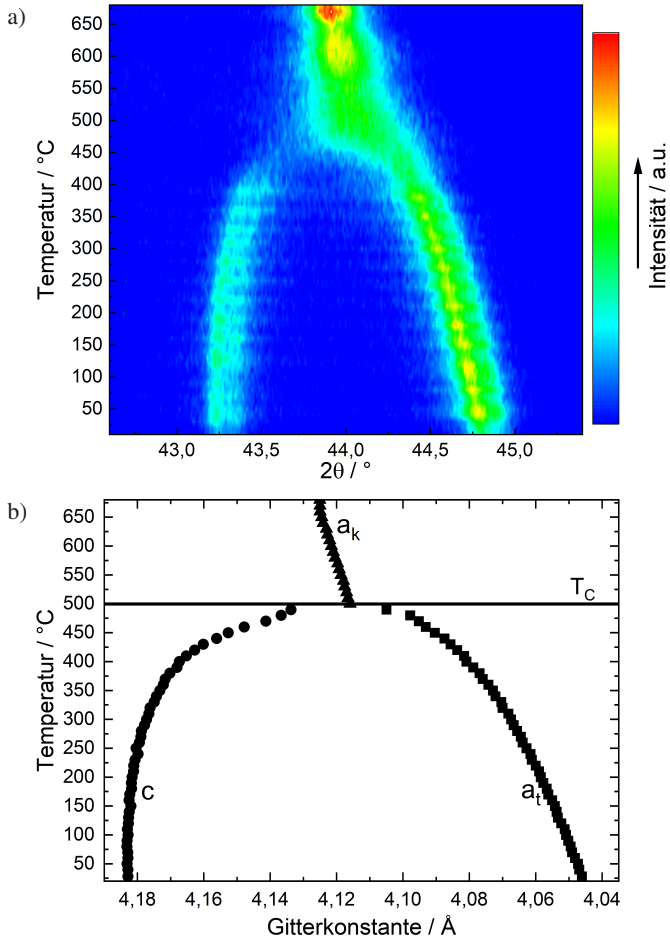 a)
650
600
550
500
450
400
350
300
250
200
150
100
50
Temperatur / °C
43,0 43,5 44,0 44,5 45,0
2θ / °
Intensität / a.u.
b)
650
600
550
500
450
400
350
300
250
200
150
100
50
Temperatur / °C
a_k
T_C
c
a_t
4,18 4,16 4,14 4,12 4,10 4,08 4,06 4,04
Gitterkonstante / Å